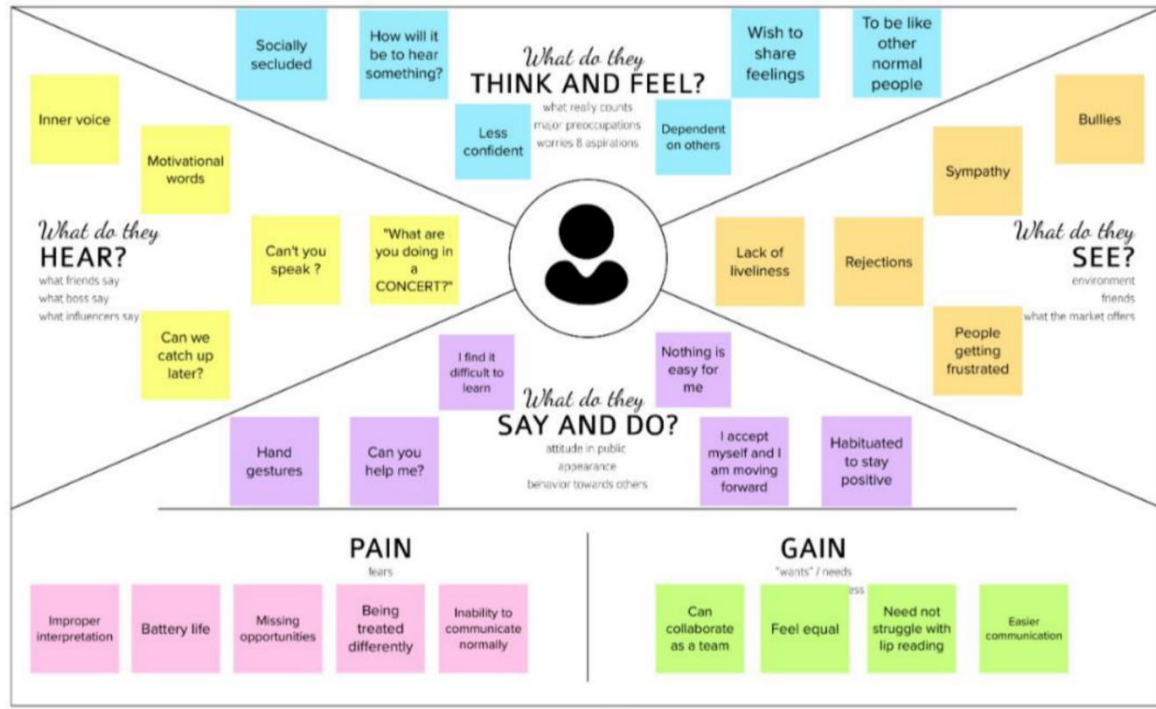 Socially
secluded
How will it
be to hear
something?
What do they
THINK AND FEEL?
what really counts
major preoccupations
worries & aspirations
Less
confident
Dependent
on others
Wish to
share
feelings
To be like
other
normal
people
Inner voice
Motivational
words
What do they
HEAR?
what friends say
what boss say
what influencers say
Can't you
speak ?
"What are
you doing in
a
CONCERT?"
Can we
catch up
later?
Bullies
Sympathy
Lack of
liveliness
Rejections
What do they
SEE?
environment
friends
what the market offers
People
getting
frustrated
I find it
difficult to
learn
Nothing is
easy for
me
What do they
SAY AND DO?
attitude in public
appearance
behavior towards others
Hand
gestures
Can you
help me?
I accept
myself and I
am moving
forward
Habituated
to stay
positive
PAIN
fears
Improper
interpretation
Battery life
Missing
opportunities
Being
treated
differently
Inability to
communicate
normally
GAIN
"wants" / needs
ess
Can
collaborate
as a team
Feel equal
Need not
struggle with
lip reading
Easier
communication